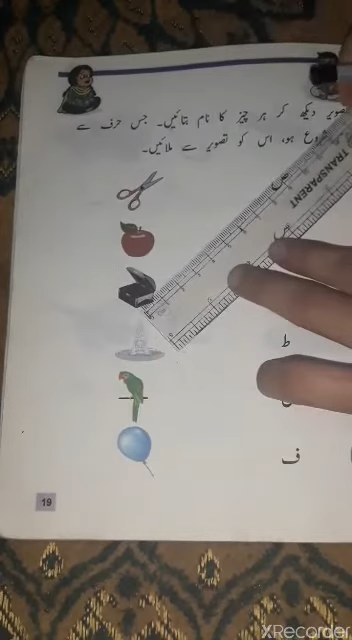 تصویر دیکھ کر ہر چیز کا نام بتائیں۔ جس حرف سے
شروع ہو، اس کو تصویر سے ملائیں۔
ص
TRANSPARENT
ط
ف
19
XRecorder